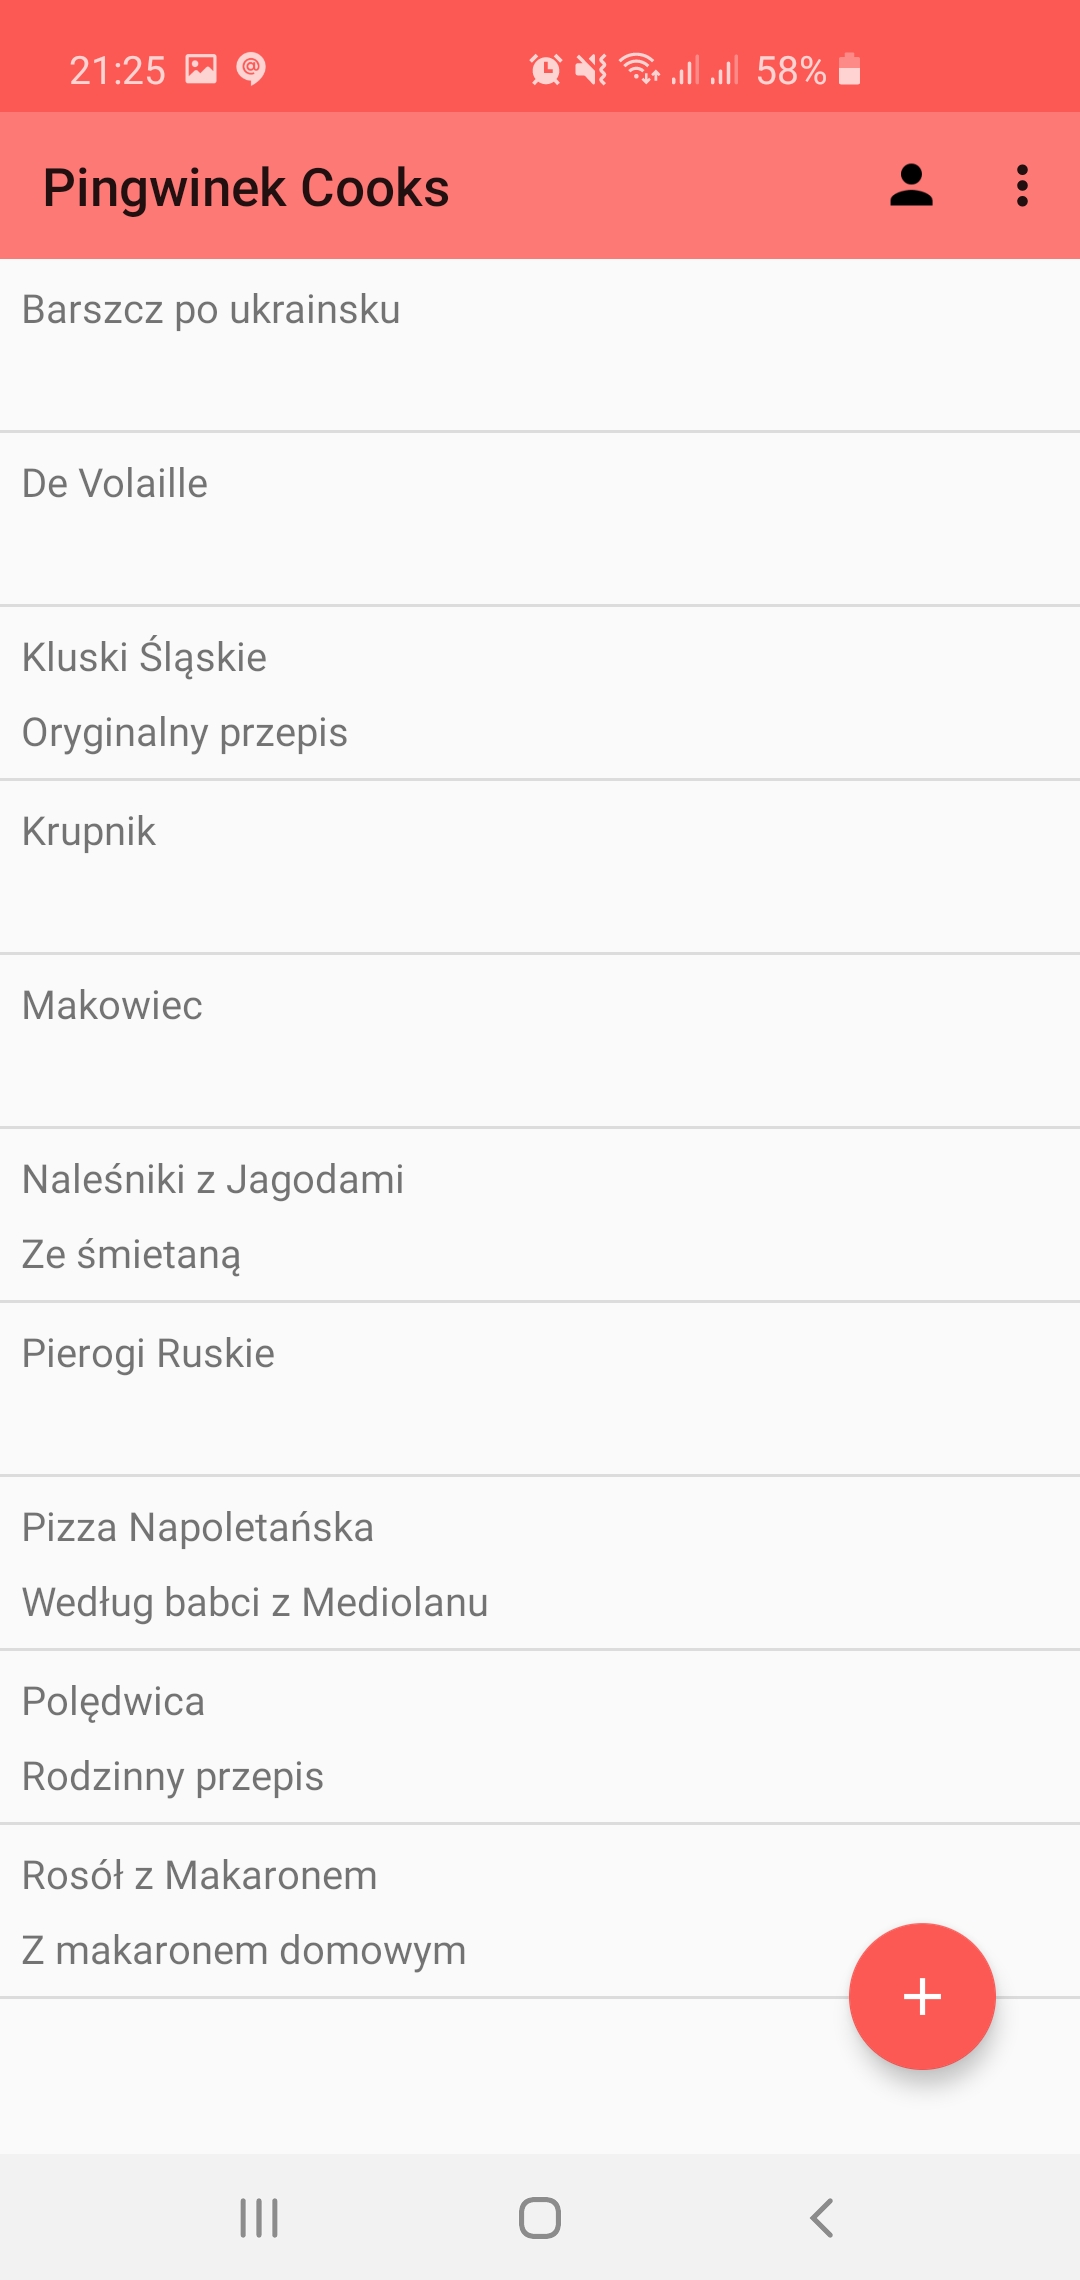 21:25
58%
Pingwinek Cooks
Barszcz po ukrainsku
De Volaille
Kluski Śląskie
Oryginalny przepis
Krupnik
Makowiec
Naleśniki z Jagodami
Ze śmietaną
Pierogi Ruskie
Pizza Napoletańska
Według babci z Mediolanu
Polędwica
Rodzinny przepis
Rosół z Makaronem
Z makaronem domowym